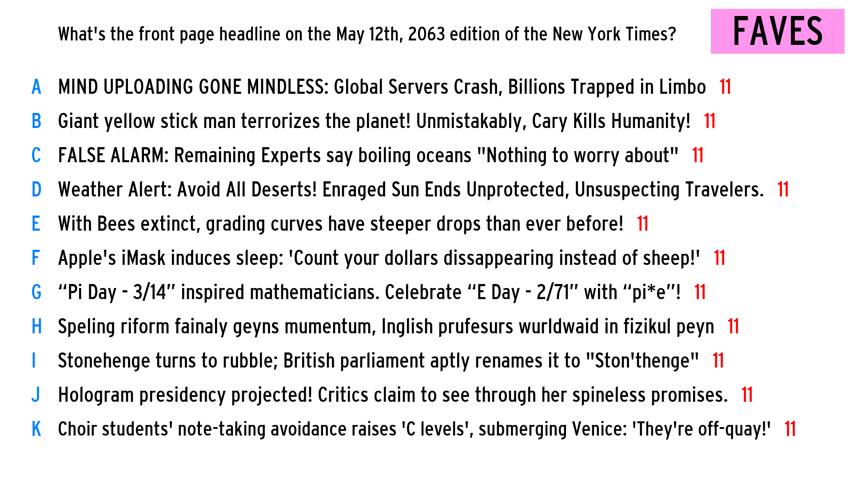 What's the front page headline on the May 12th, 2063 edition of the New York Times?
FAVES
A MIND UPLOADING GONE MINDLESS: Global Servers Crash, Billions Trapped in Limbo 11
B Giant yellow stick man terrorizes the planet! Unmistakably, Cary Kills Humanity! 11
C FALSE ALARM: Remaining Experts say boiling oceans "Nothing to worry about" 11
D Weather Alert: Avoid All Deserts! Enraged Sun Ends Unprotected, Unsuspecting Travelers. 11
E With Bees extinct, grading curves have steeper drops than ever before! 11
F Apple's iMask induces sleep: 'Count your dollars dissappearing instead of sheep!' 11
G “Pi Day - 3/14” inspired mathematicians. Celebrate “E Day - 2/71” with “pi*e”! 11
H Speling riform fainaly geyns mumentum, Inglish prufesurs wurldwaid in fizikul peyn 11
I Stonehenge turns to rubble; British parliament aptly renames it to "Ston'thenge" 11
J Hologram presidency projected! Critics claim to see through her spineless promises. 11
K Choir students' note-taking avoidance raises 'C levels', submerging Venice: 'They're off-quay!' 11